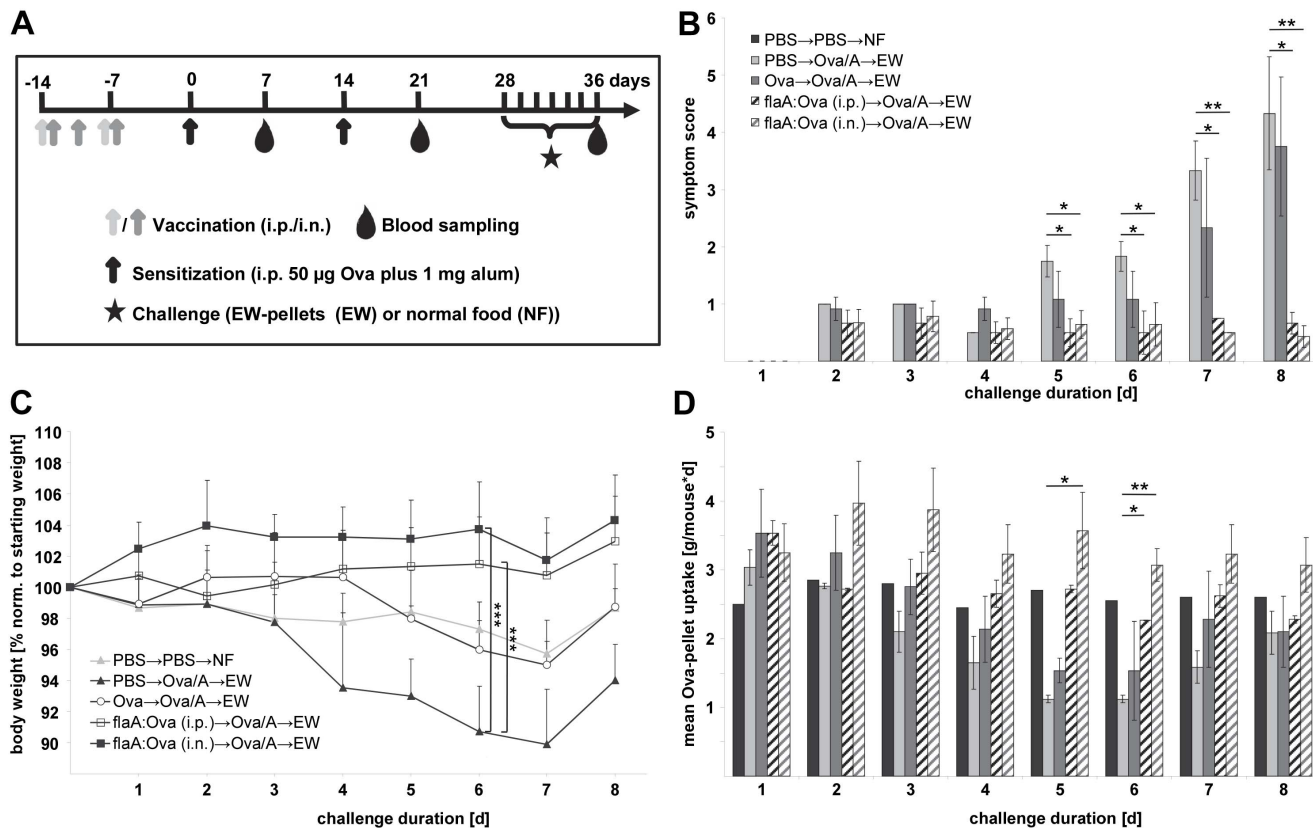 A
-14 -7 0 7 14 21 28 36 days
/ Vaccination (i.p./i.n.) Blood sampling
Sensitization (i.p. 50 µg Ova plus 1 mg alum)
Challenge (EW-pellets (EW) or normal food (NF))
B
symptom score
6
5
4
3
2
1
PBS→PBS→NF
PBS→Ova/A→EW
Ova→Ova/A→EW
flaA:Ova (i.p.)→Ova/A→EW
flaA:Ova (i.n.)→Ova/A→EW
*
*
*
*
**
*
**
*
1 2 3 4 5 6 7 8
challenge duration [d]
C
body weight [% norm. to starting weight]
110
108
106
104
102
100
98
96
94
92
90
***
***
PBS→PBS→NF
PBS→Ova/A→EW
Ova→Ova/A→EW
flaA:Ova (i.p.)→Ova/A→EW
flaA:Ova (i.n.)→Ova/A→EW
1 2 3 4 5 6 7 8
challenge duration [d]
D
mean Ova-pellet uptake [g/mouse*d]
5
4
3
2
1
*
**
*
1 2 3 4 5 6 7 8
challenge duration [d]